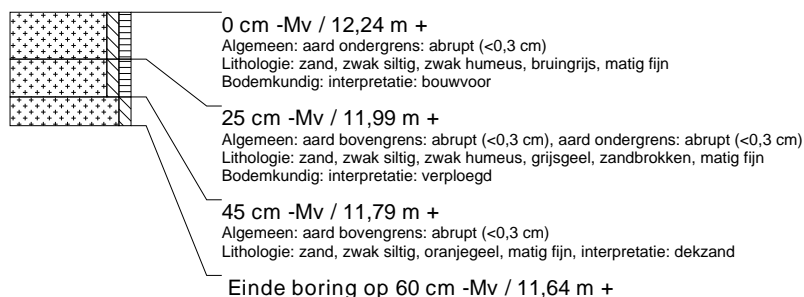 0 cm -Mv / 12,24 m +
Algemeen: aard ondergrens: abrupt (<0,3 cm)
Lithologie: zand, zwak siltig, zwak humeus, bruingrijs, matig fijn
Bodemkundig: interpretatie: bouwvoor
25 cm -Mv / 11,99 m +
Algemeen: aard bovengrens: abrupt (<0,3 cm), aard ondergrens: abrupt (<0,3 cm)
Lithologie: zand, zwak siltig, zwak humeus, grijsgeel, zandbrokken, matig fijn
Bodemkundig: interpretatie: verploegd
45 cm -Mv / 11,79 m +
Algemeen: aard bovengrens: abrupt (<0,3 cm)
Lithologie: zand, zwak siltig, oranjegeel, matig fijn, interpretatie: dekzand
Einde boring op 60 cm -Mv / 11,64 m +